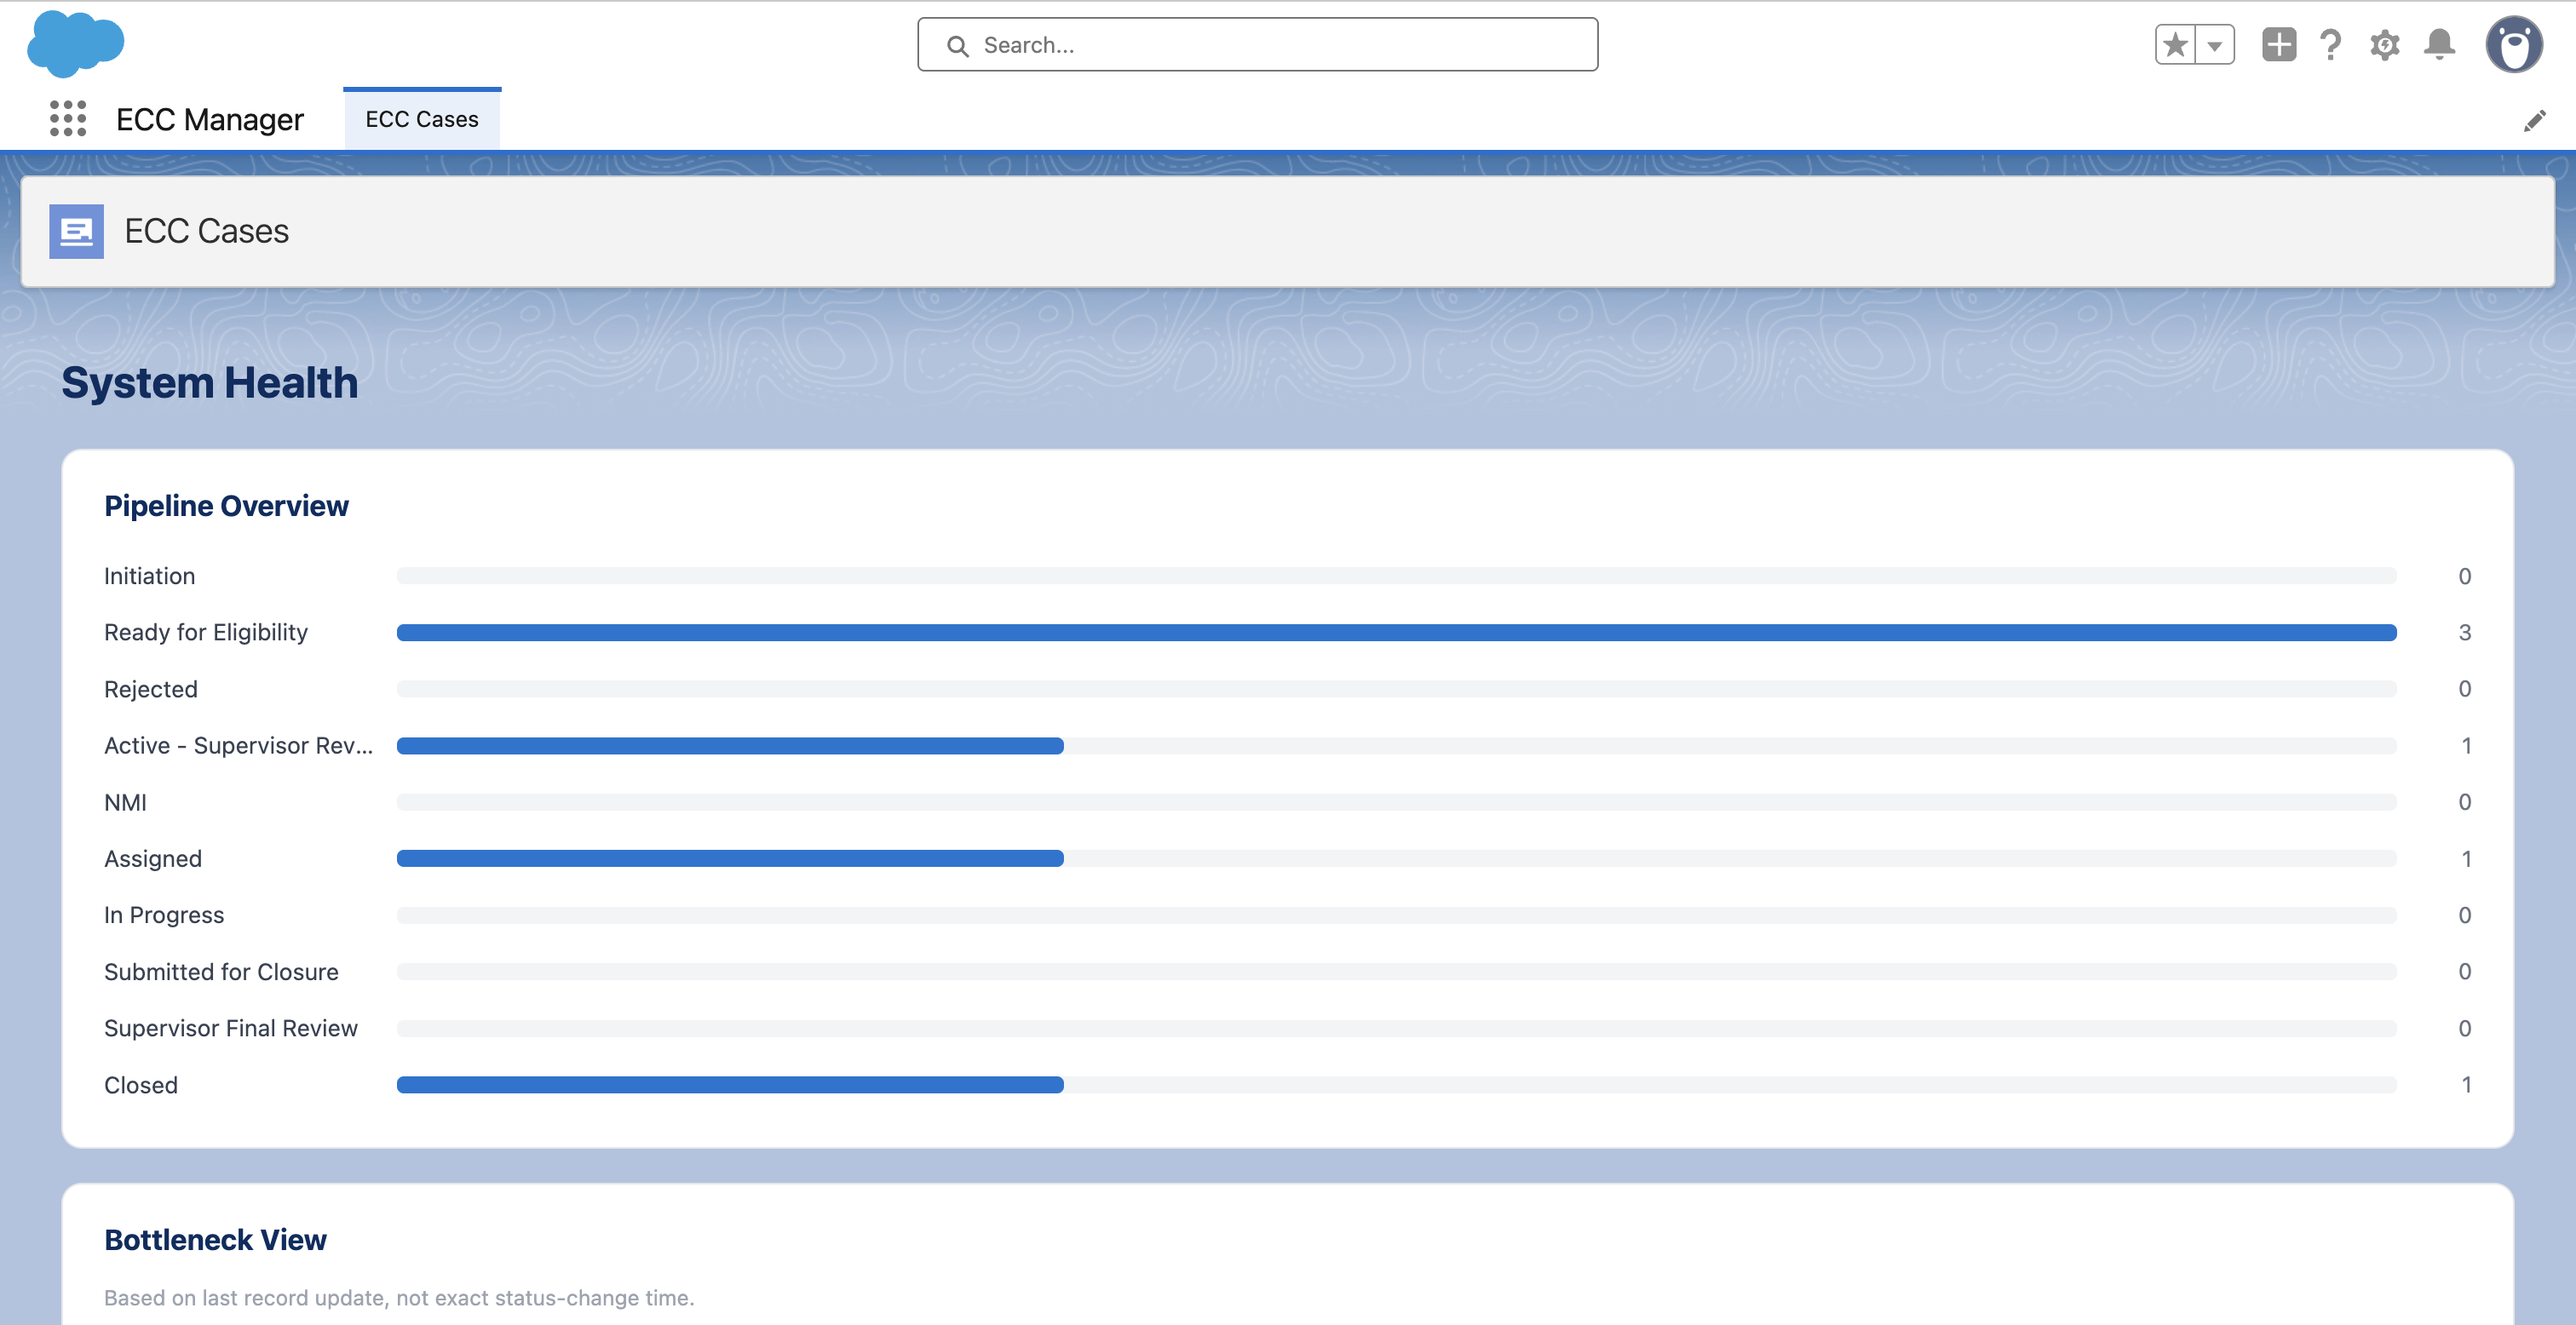 Search...
ECC Manager
ECC Cases
ECC Cases
System Health
Pipeline Overview
Initiation 0
Ready for Eligibility 3
Rejected 0
Active - Supervisor Rev... 1
NMI 0
Assigned 1
In Progress 0
Submitted for Closure 0
Supervisor Final Review 0
Closed 1
Bottleneck View
Based on last record update, not exact status-change time.